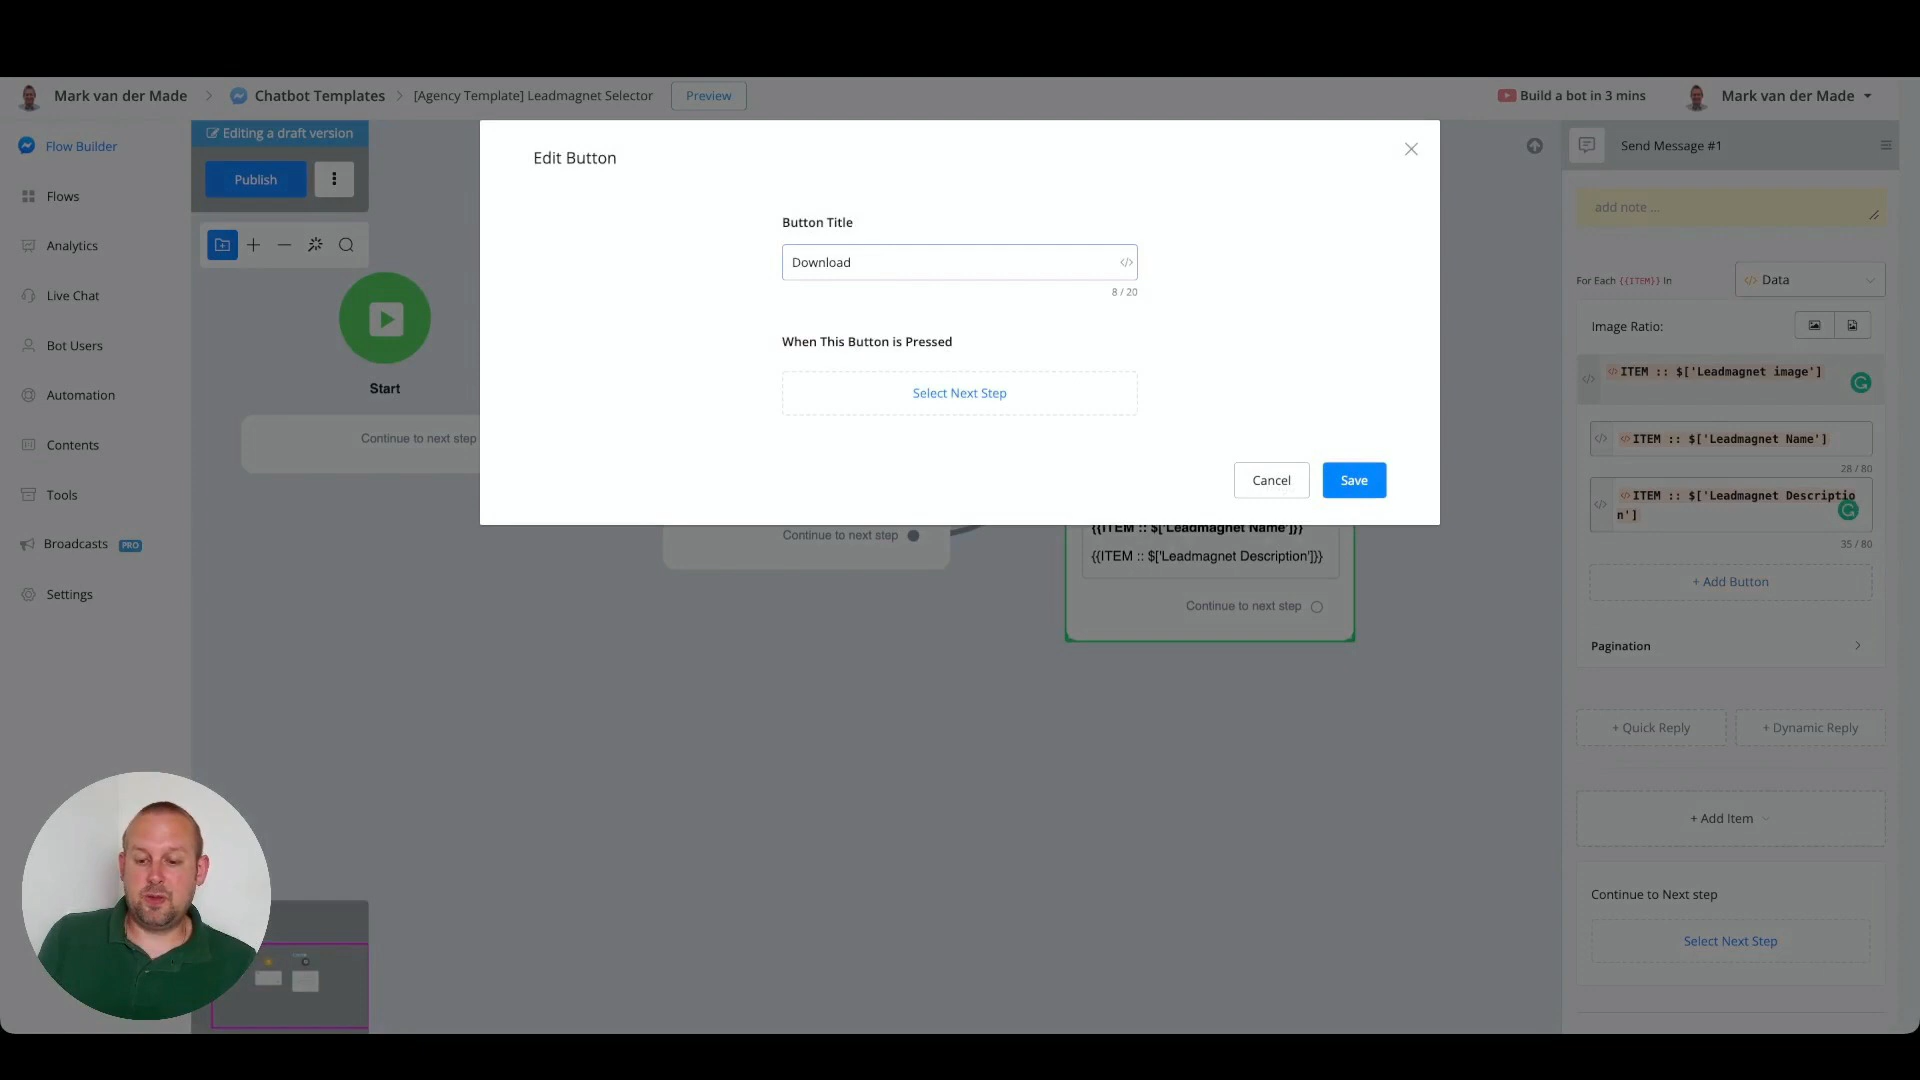 Mark van der Made
Chatbot Templates
[Agency Template] Leadmagnet Selector
Preview
Build a bot in 3 mins
Mark van der Made
Flow Builder
Flows
Analytics
Live Chat
Bot Users
Automation
Contents
Tools
Broadcasts PRO
Settings
Editing a draft version
Publish
Start
Continue to next step
Edit Button
Button Title
Download
8 / 20
When This Button is Pressed
Select Next Step
Cancel
Save
Continue to next step
{{ITEM :: $['Leadmagnet Name']}}
{{ITEM :: $['Leadmagnet Description']}}
Continue to next step
Send Message #1
add note ...
For Each {{ITEM}} In
Data
Image Ratio:
ITEM :: $['Leadmagnet image']
ITEM :: $['Leadmagnet Name']
28 / 80
ITEM :: $['Leadmagnet Descriptio
n']
35 / 80
+ Add Button
Pagination
+ Quick Reply
+ Dynamic Reply
+ Add Item
Continue to Next step
Select Next Step